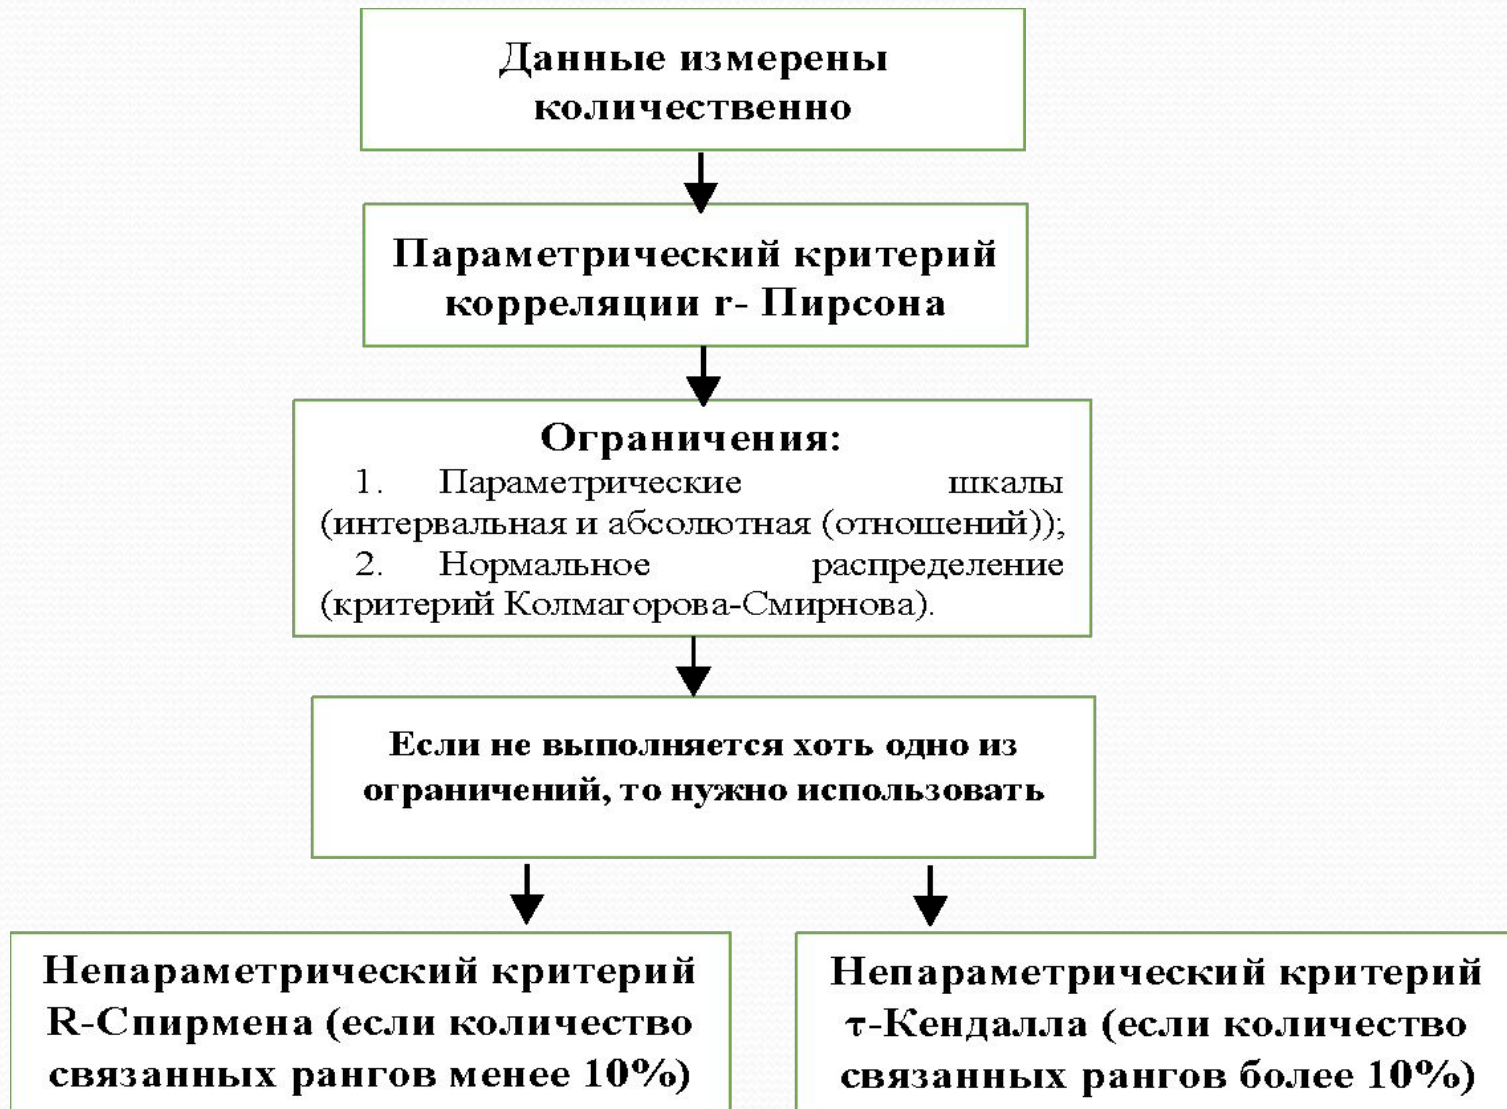 Данные измерены
количественно
Параметрический критерий
корреляции r- Пирсона
Ограничения:
1. Параметрические шкалы
(интервальная и абсолютная (отношений));
2. Нормальное распределение
(критерий Колмагорова-Смирнова).
Если не выполняется хоть одно из
ограничений, то нужно использовать
Непараметрический критерий
R-Спирмена (если количество
связанных рангов менее 10%)
Непараметрический критерий
τ-Кендалла (если количество
связанных рангов более 10%)